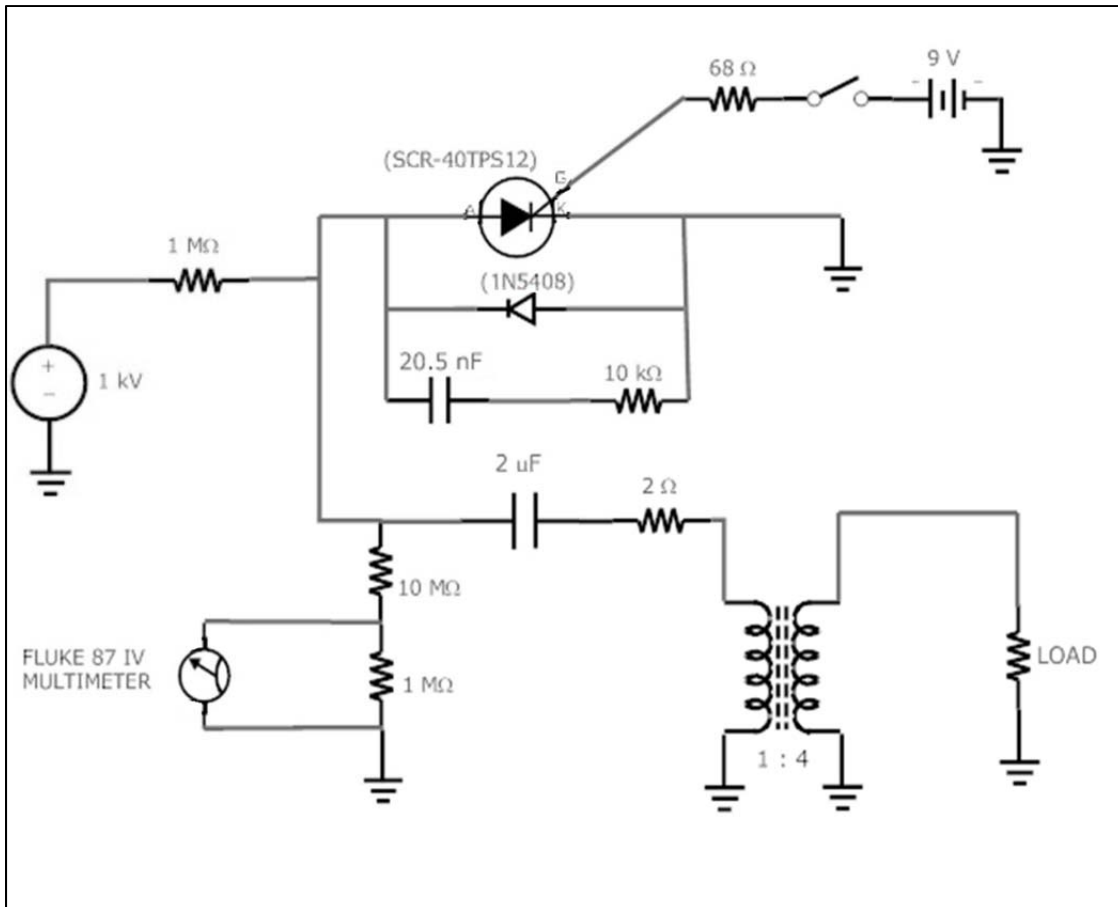 9 V
68 Ω
(SCR-40TPS12)
G
A
K
1 MΩ
(1N5408)
+
−
1 kV
20.5 nF
10 kΩ
2 uF
2 Ω
10 MΩ
FLUKE 87 IV
MULTIMETER
1 MΩ
LOAD
1 : 4